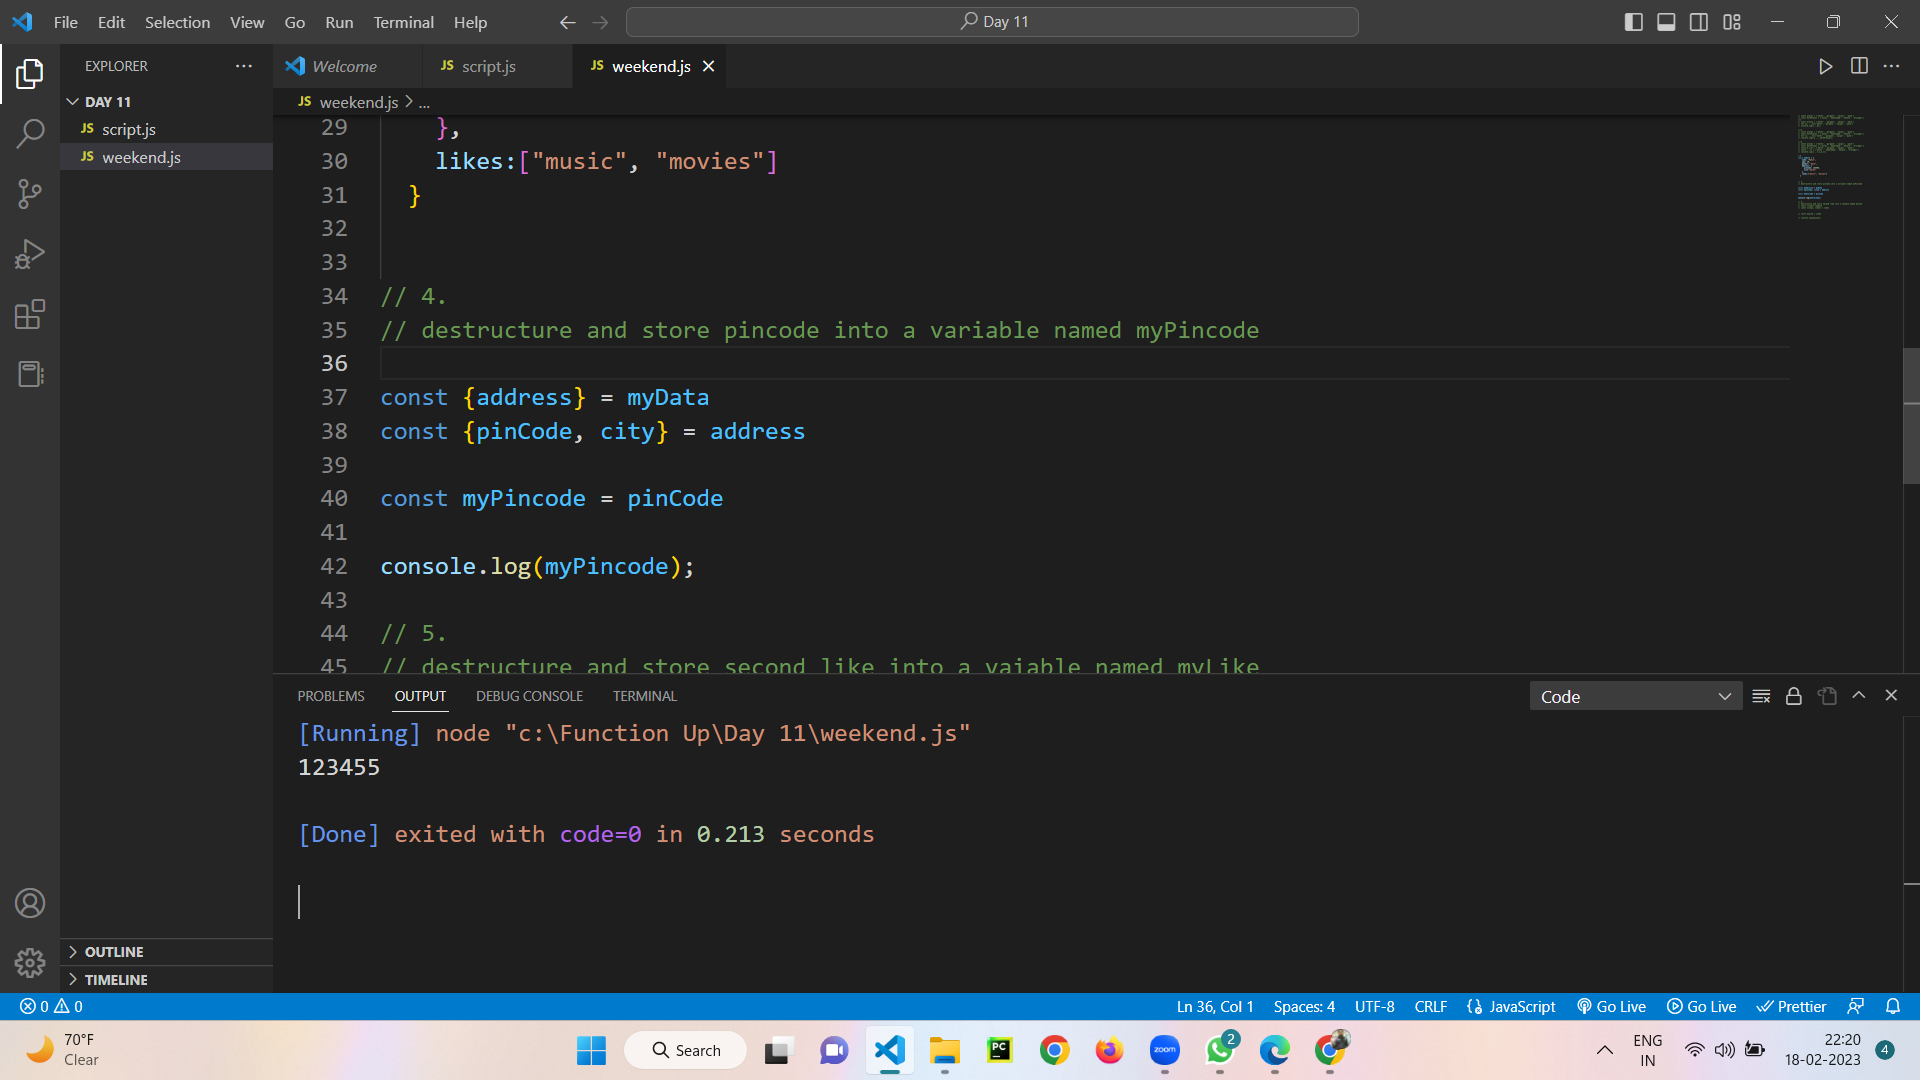 File Edit Selection View Go Run Terminal Help
Day 11
EXPLORER
Welcome
JS script.js
JS weekend.js
DAY 11
JS script.js
JS weekend.js
JS weekend.js > ...
29 },
30 likes:["music", "movies"]
31 }
32
33
34 // 4.
35 // destructure and store pincode into a variable named myPincode
36
37 const {address} = myData
38 const {pinCode, city} = address
39
40 const myPincode = pinCode
41
42 console.log(myPincode);
43
44 // 5.
45 // destructure and store second like into a vaiable named myLike
PROBLEMS OUTPUT DEBUG CONSOLE TERMINAL
Code
[Running] node "c:\Function Up\Day 11\weekend.js"
123455
[Done] exited with code=0 in 0.213 seconds
OUTLINE
TIMELINE
0 0
Ln 36, Col 1 Spaces: 4 UTF-8 CRLF {} JavaScript Go Live Go Live Prettier
70°F
Clear
Search
PC
zoom
2
ENG
IN
22:20
18-02-2023
4